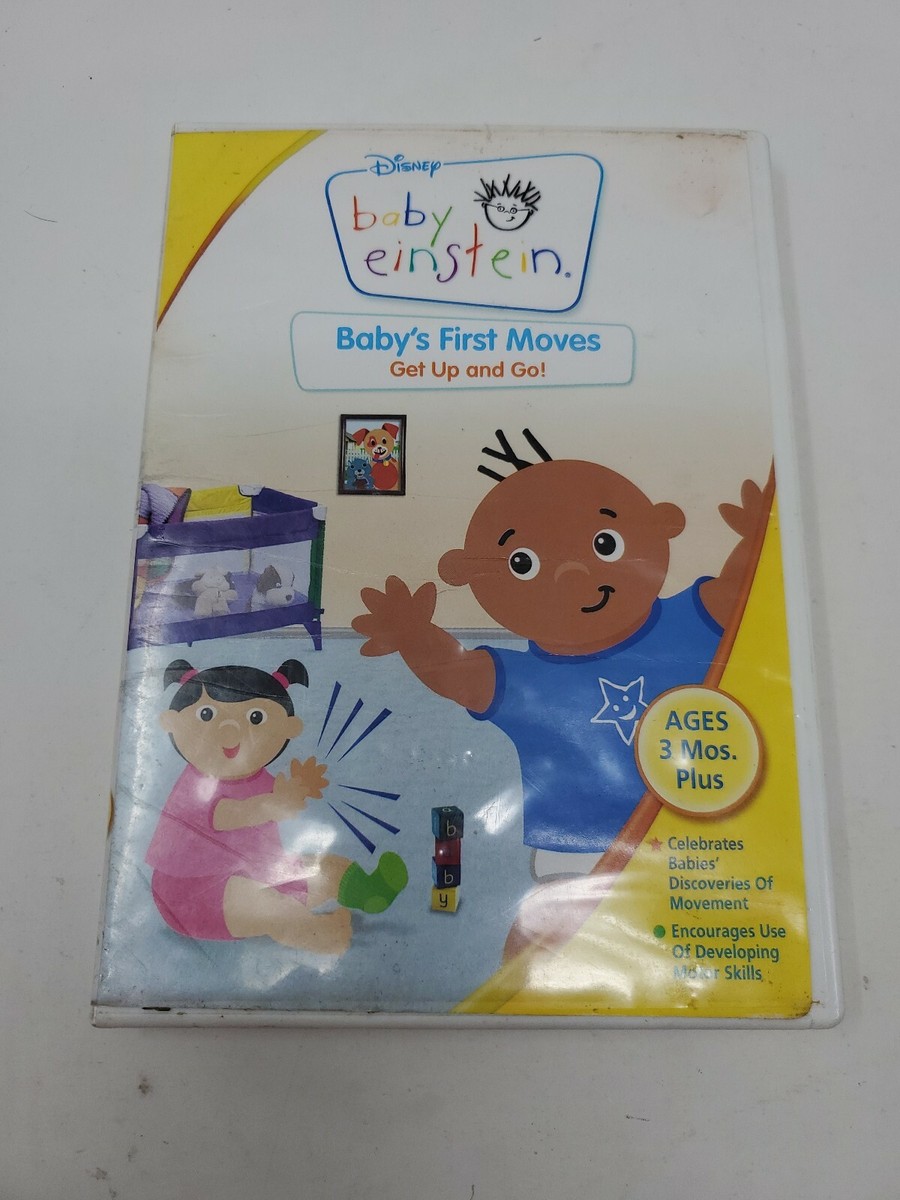 Disney
baby
einstein®
Baby's First Moves
Get Up and Go!
AGES
3 Mos.
Plus
Celebrates
Babies'
Discoveries Of
Movement
Encourages Use
Of Developing
Motor Skills
b
b
y